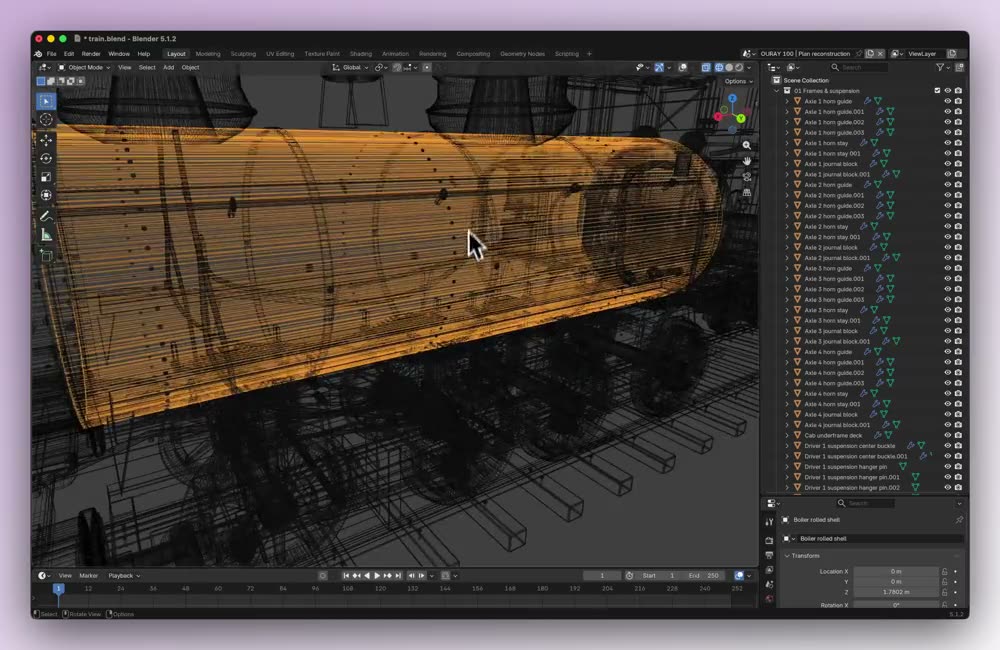 * train.blend - Blender 5.1.2
File Edit Render Window Help Layout Modeling Sculpting UV Editing Texture Paint Shading Animation Rendering Compositing Geometry Nodes Scripting + OURAY 100 | Plan reconstruction ViewLayer
Object Mode View Select Add Object Global Search
Options
Scene Collection
01 Frames & suspension
Axle 1 horn guide
Axle 1 horn guide.001
Axle 1 horn guide.002
Axle 1 horn guide.003
Axle 1 horn stay
Axle 1 horn stay.001
Axle 1 journal block
Axle 1 journal block.001
Axle 2 horn guide
Axle 2 horn guide.001
Axle 2 horn guide.002
Axle 2 horn guide.003
Axle 2 horn stay
Axle 2 horn stay.001
Axle 2 journal block
Axle 2 journal block.001
Axle 3 horn guide
Axle 3 horn guide.001
Axle 3 horn guide.002
Axle 3 horn guide.003
Axle 3 horn stay
Axle 3 horn stay.001
Axle 3 journal block
Axle 3 journal block.001
Axle 4 horn guide
Axle 4 horn guide.001
Axle 4 horn guide.002
Axle 4 horn guide.003
Axle 4 horn stay
Axle 4 horn stay.001
Axle 4 journal block
Axle 4 journal block.001
Cab underframe deck
Driver 1 suspension center buckle
Driver 1 suspension center buckle.001
Driver 1 suspension hanger pin
Driver 1 suspension hanger pin.001
Driver 1 suspension hanger pin.002
Search
Boiler rolled shell
Boiler rolled shell
Transform
Location X 0 m
Y 0 m
Z 1.7802 m
Rotation X 0°
View Marker Playback 1 Start 1 End 250
1 12 24 36 48 60 72 84 96 108 120 132 144 156 168 180 192 204 216 228 240 252
Select Rotate View Options 5.1.2